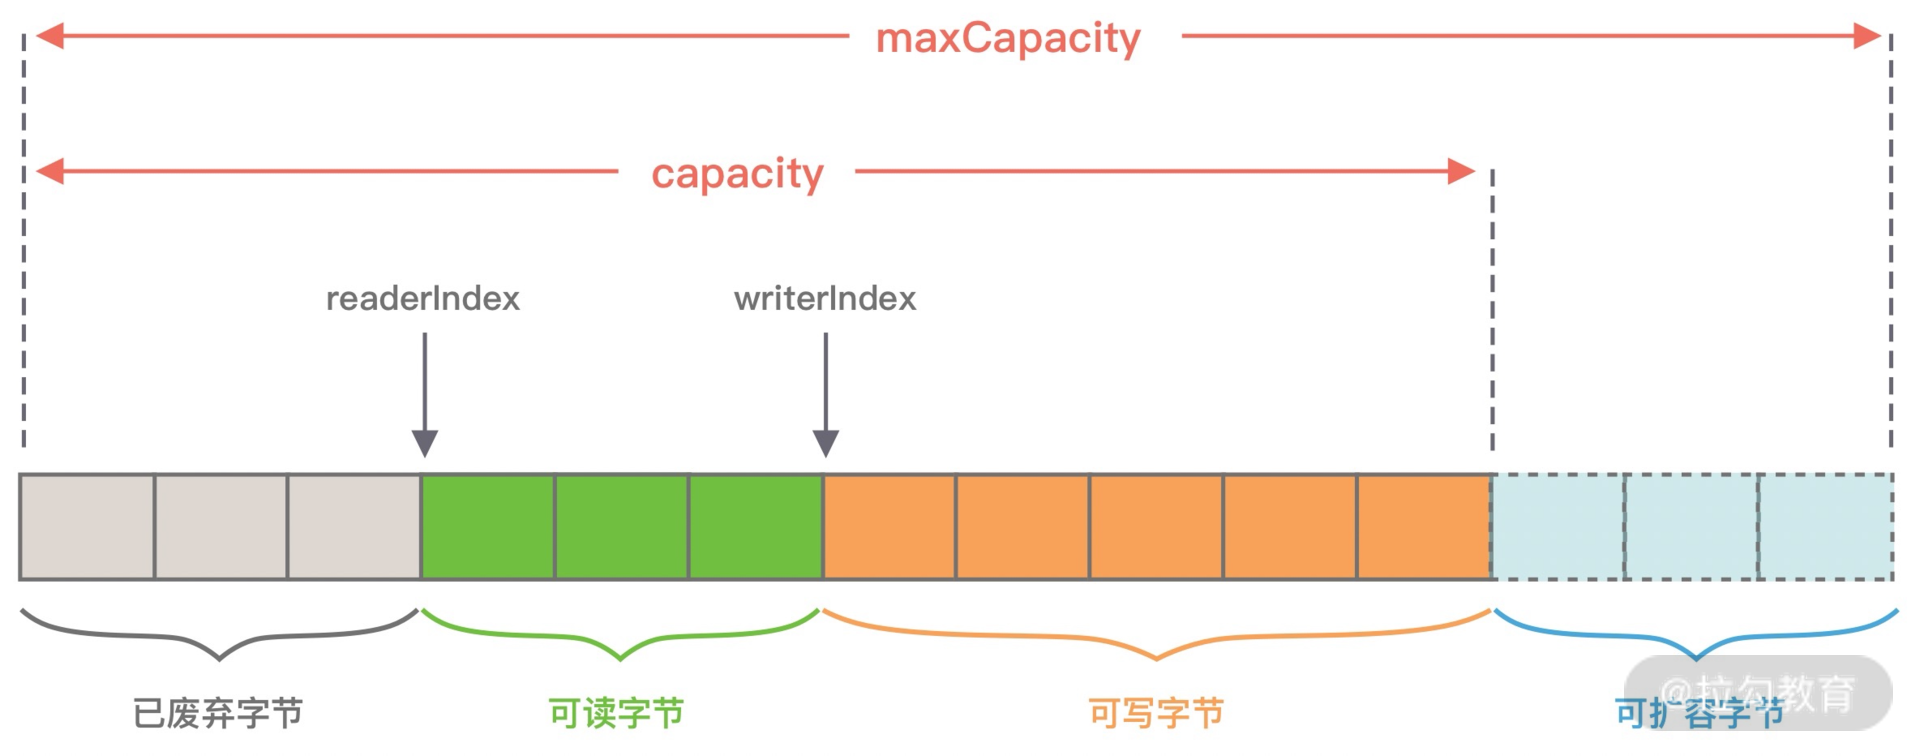 maxCapacity
capacity
readerIndex
writerIndex
已废弃字节
可读字节
可写字节
可扩容字节
@拉勾教育